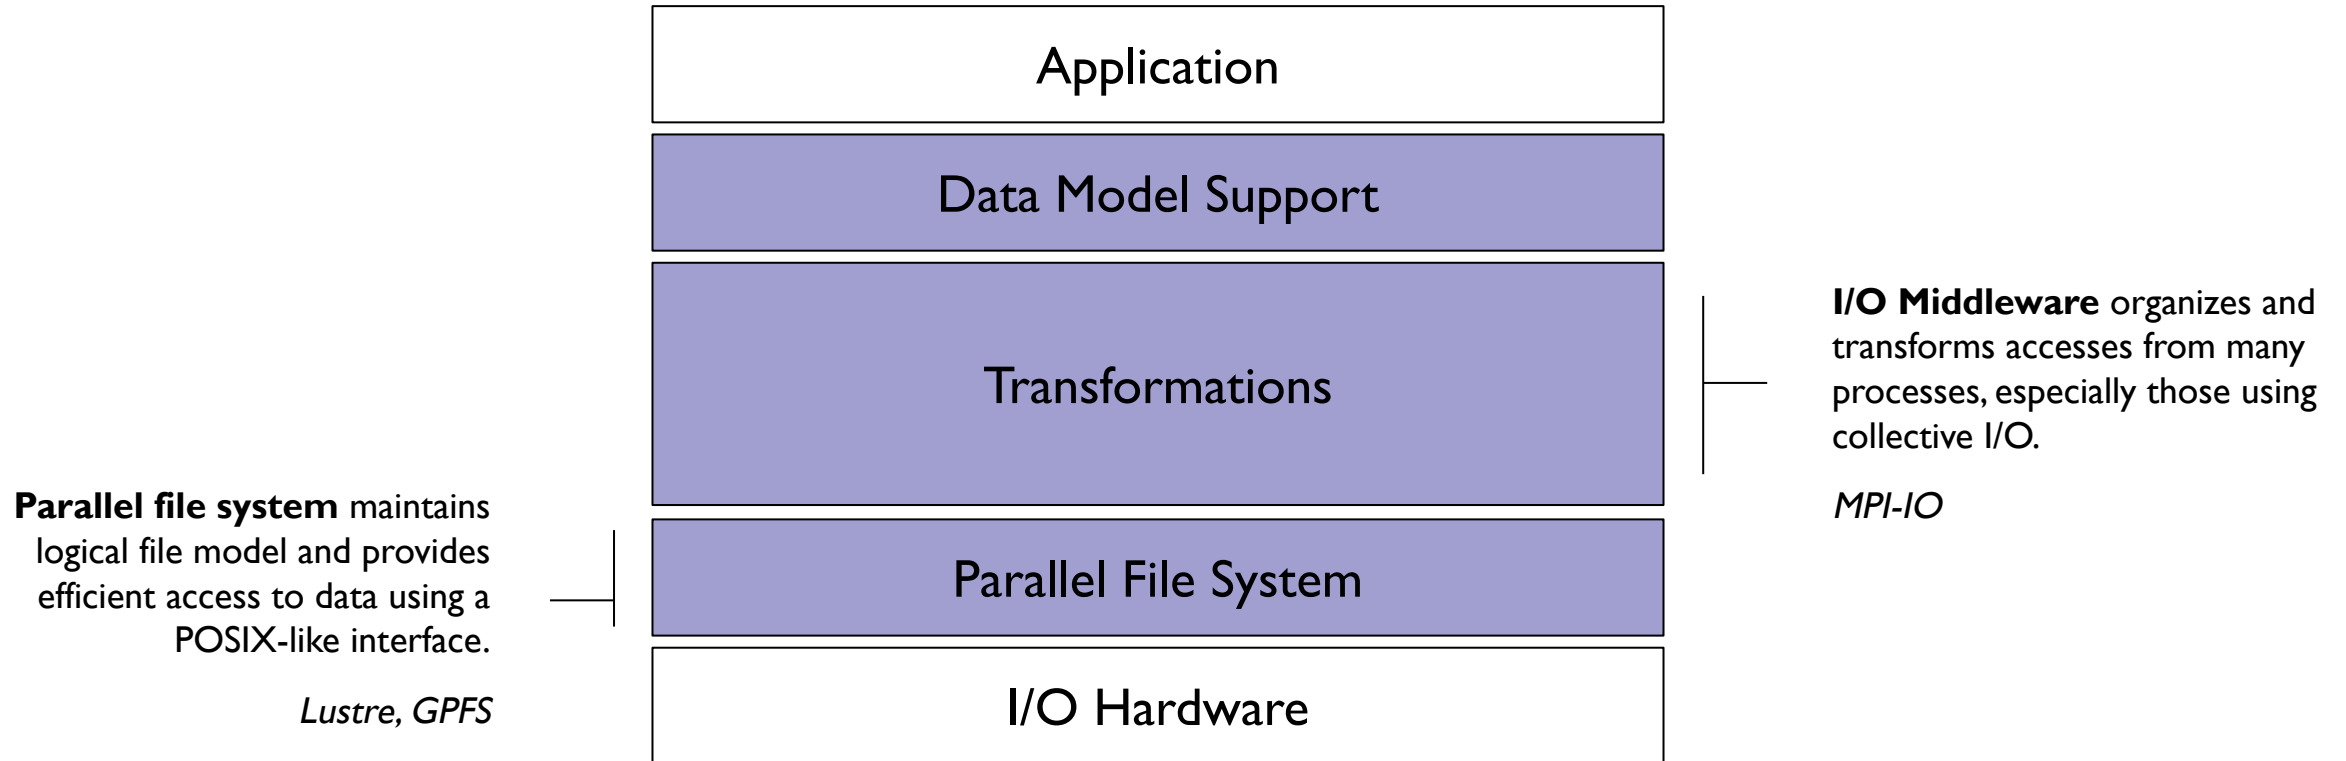 Application
Data Model Support
Transformations
I/O Middleware organizes and
transforms accesses from many
processes, especially those using
collective I/O.
MPI-IO
Parallel file system maintains
logical file model and provides
efficient access to data using a
POSIX-like interface.
Lustre, GPFS
Parallel File System
I/O Hardware